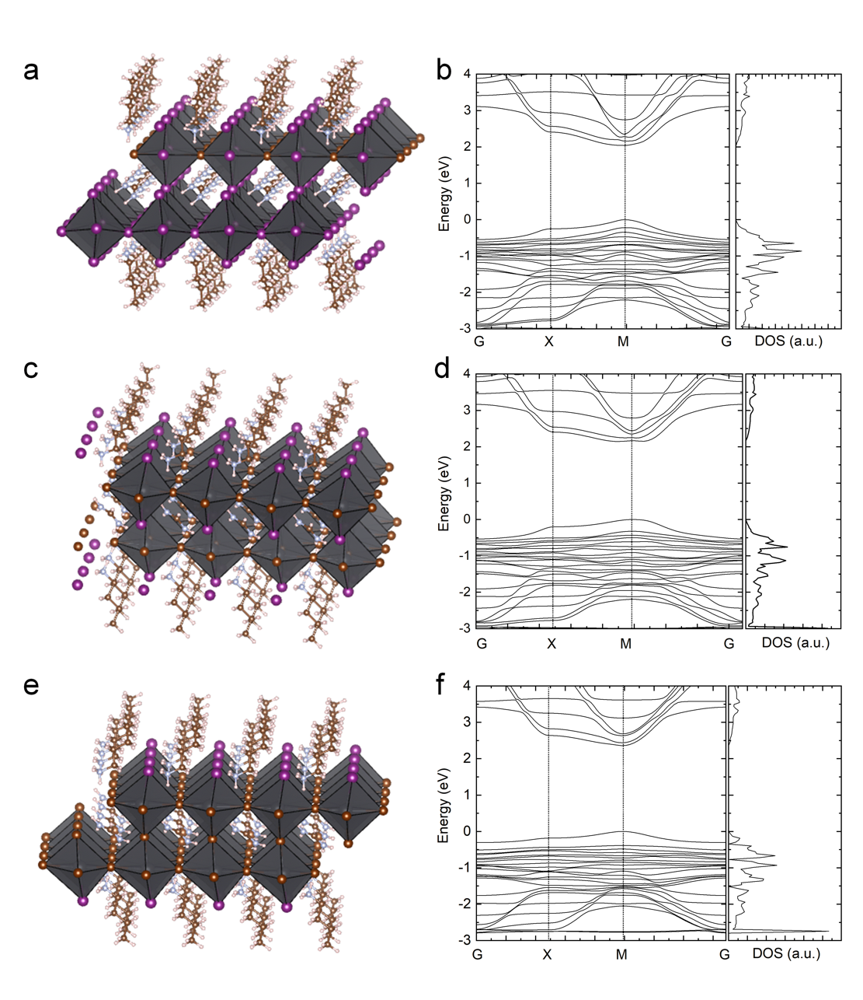 a
b
4
3
2
1
0
-1
-2
-3
Energy (eV)
G X M G DOS (a.u.)
c
d
4
3
2
1
0
-1
-2
-3
Energy (eV)
G X M G DOS (a.u.)
e
f
4
3
2
1
0
-1
-2
-3
Energy (eV)
G X M G DOS (a.u.)